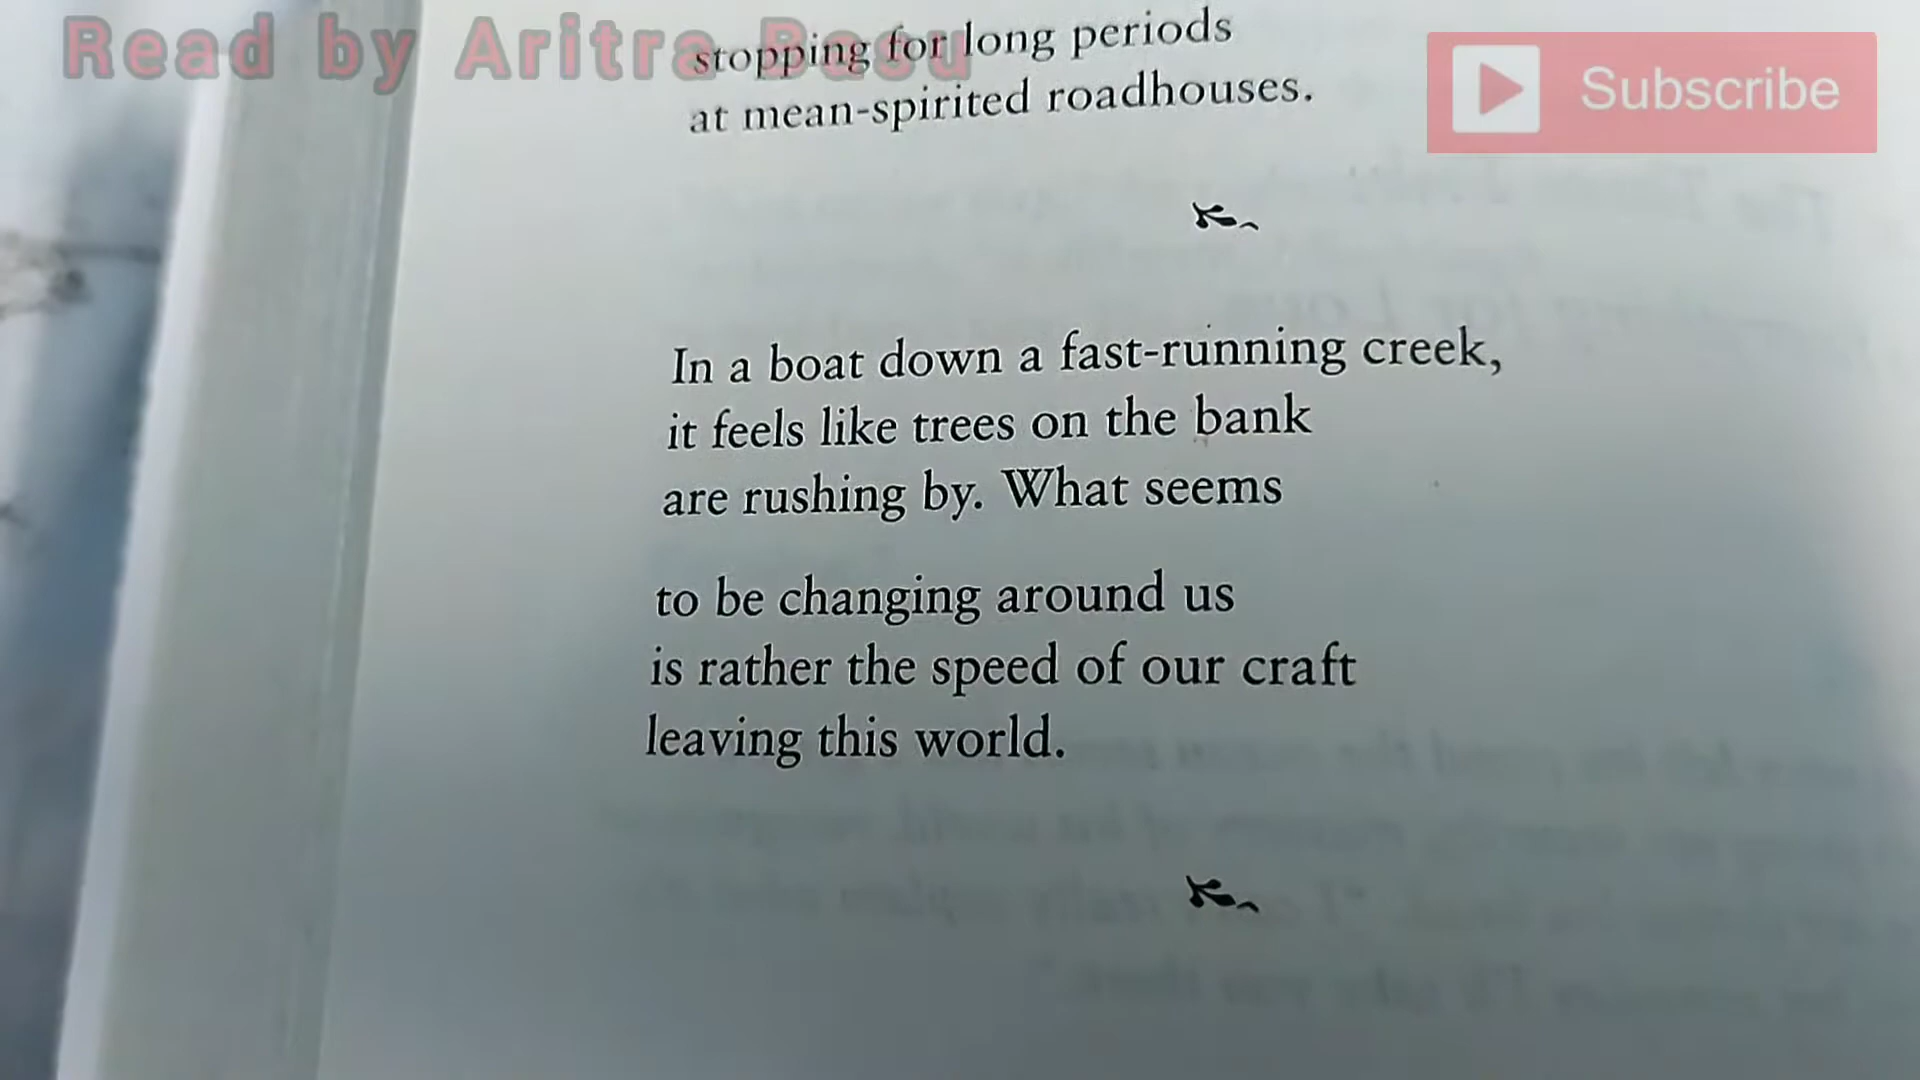 Read by Aritra Basu
Subscribe
stopping for long periods
at mean-spirited roadhouses.
In a boat down a fast-running creek,
it feels like trees on the bank
are rushing by. What seems
to be changing around us
is rather the speed of our craft
leaving this world.